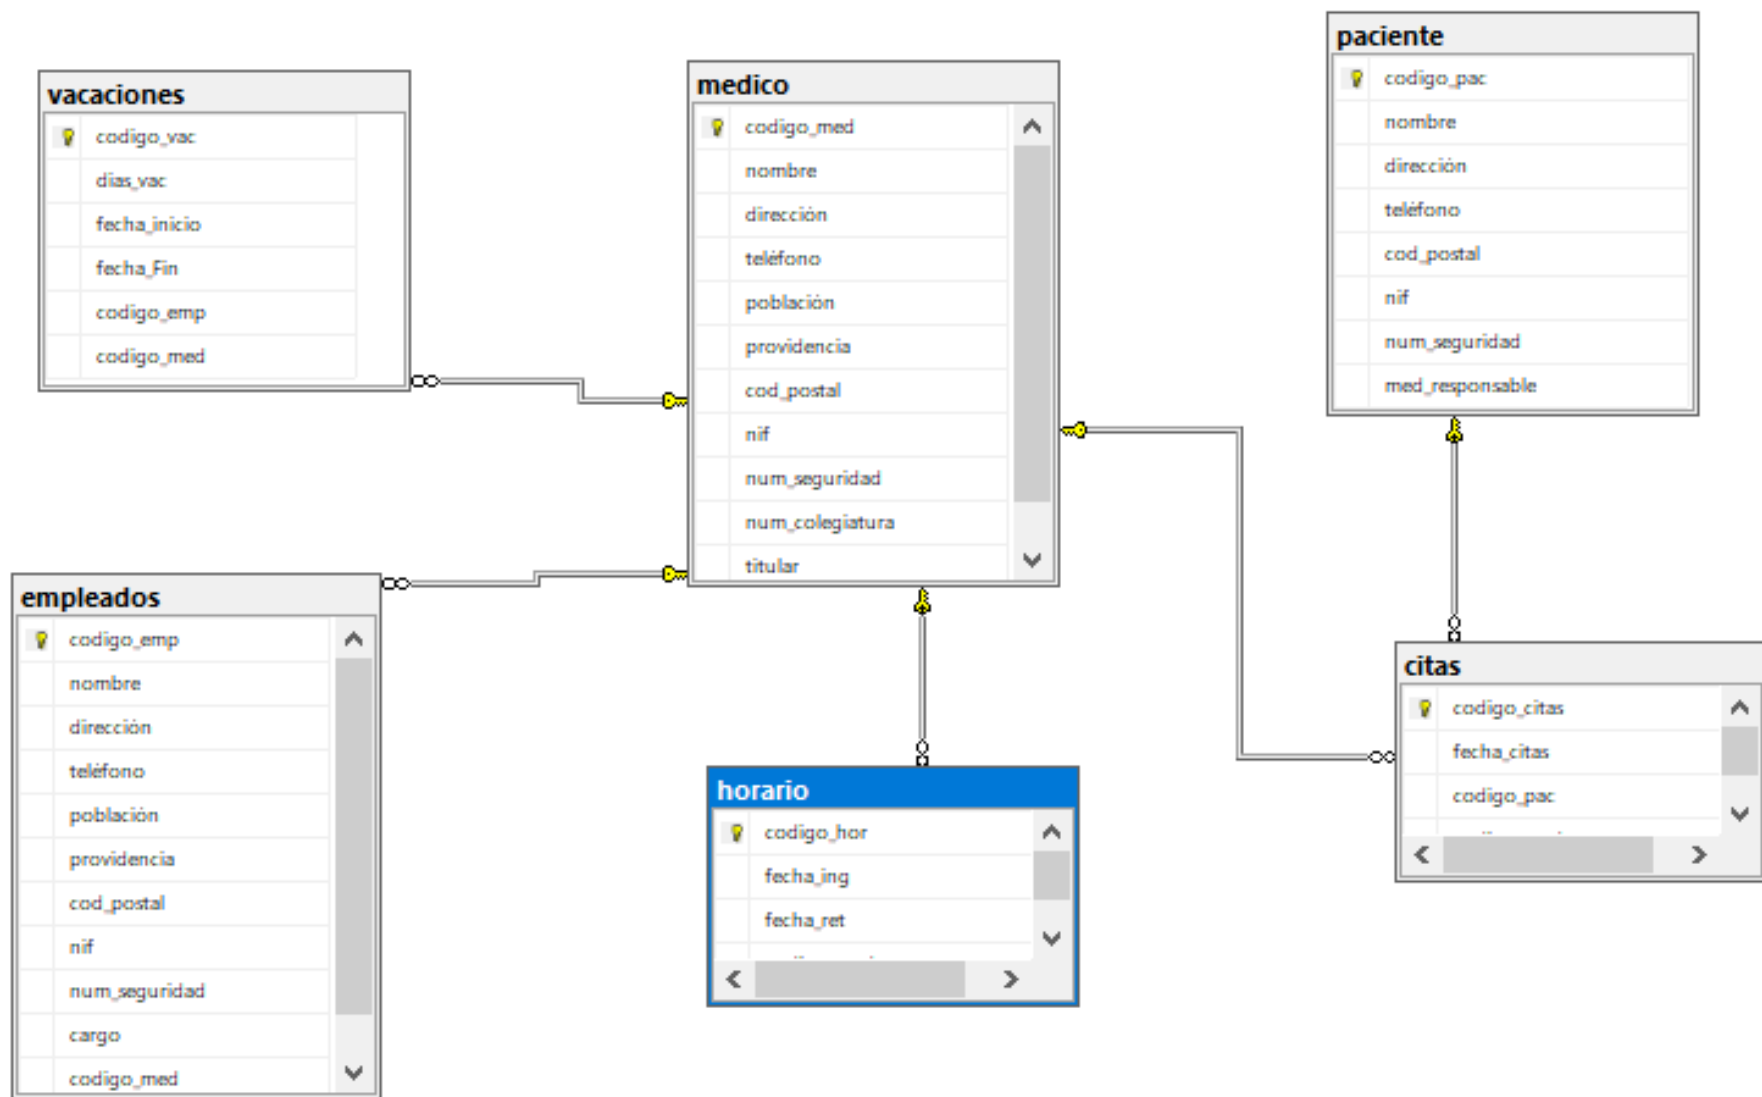 vacaciones
codigo_vac
dias_vac
fecha_inicio
fecha_Fin
codigo_emp
codigo_med
medico
codigo_med
nombre
dirección
teléfono
población
providencia
cod_postal
nif
num_seguridad
num_colegiatura
titular
paciente
codigo_pac
nombre
dirección
teléfono
cod_postal
nif
num_seguridad
med_responsable
empleados
codigo_emp
nombre
dirección
teléfono
población
providencia
cod_postal
nif
num_seguridad
cargo
codigo_med
horario
codigo_hor
fecha_ing
fecha_ret
citas
codigo_citas
fecha_citas
codigo_pac